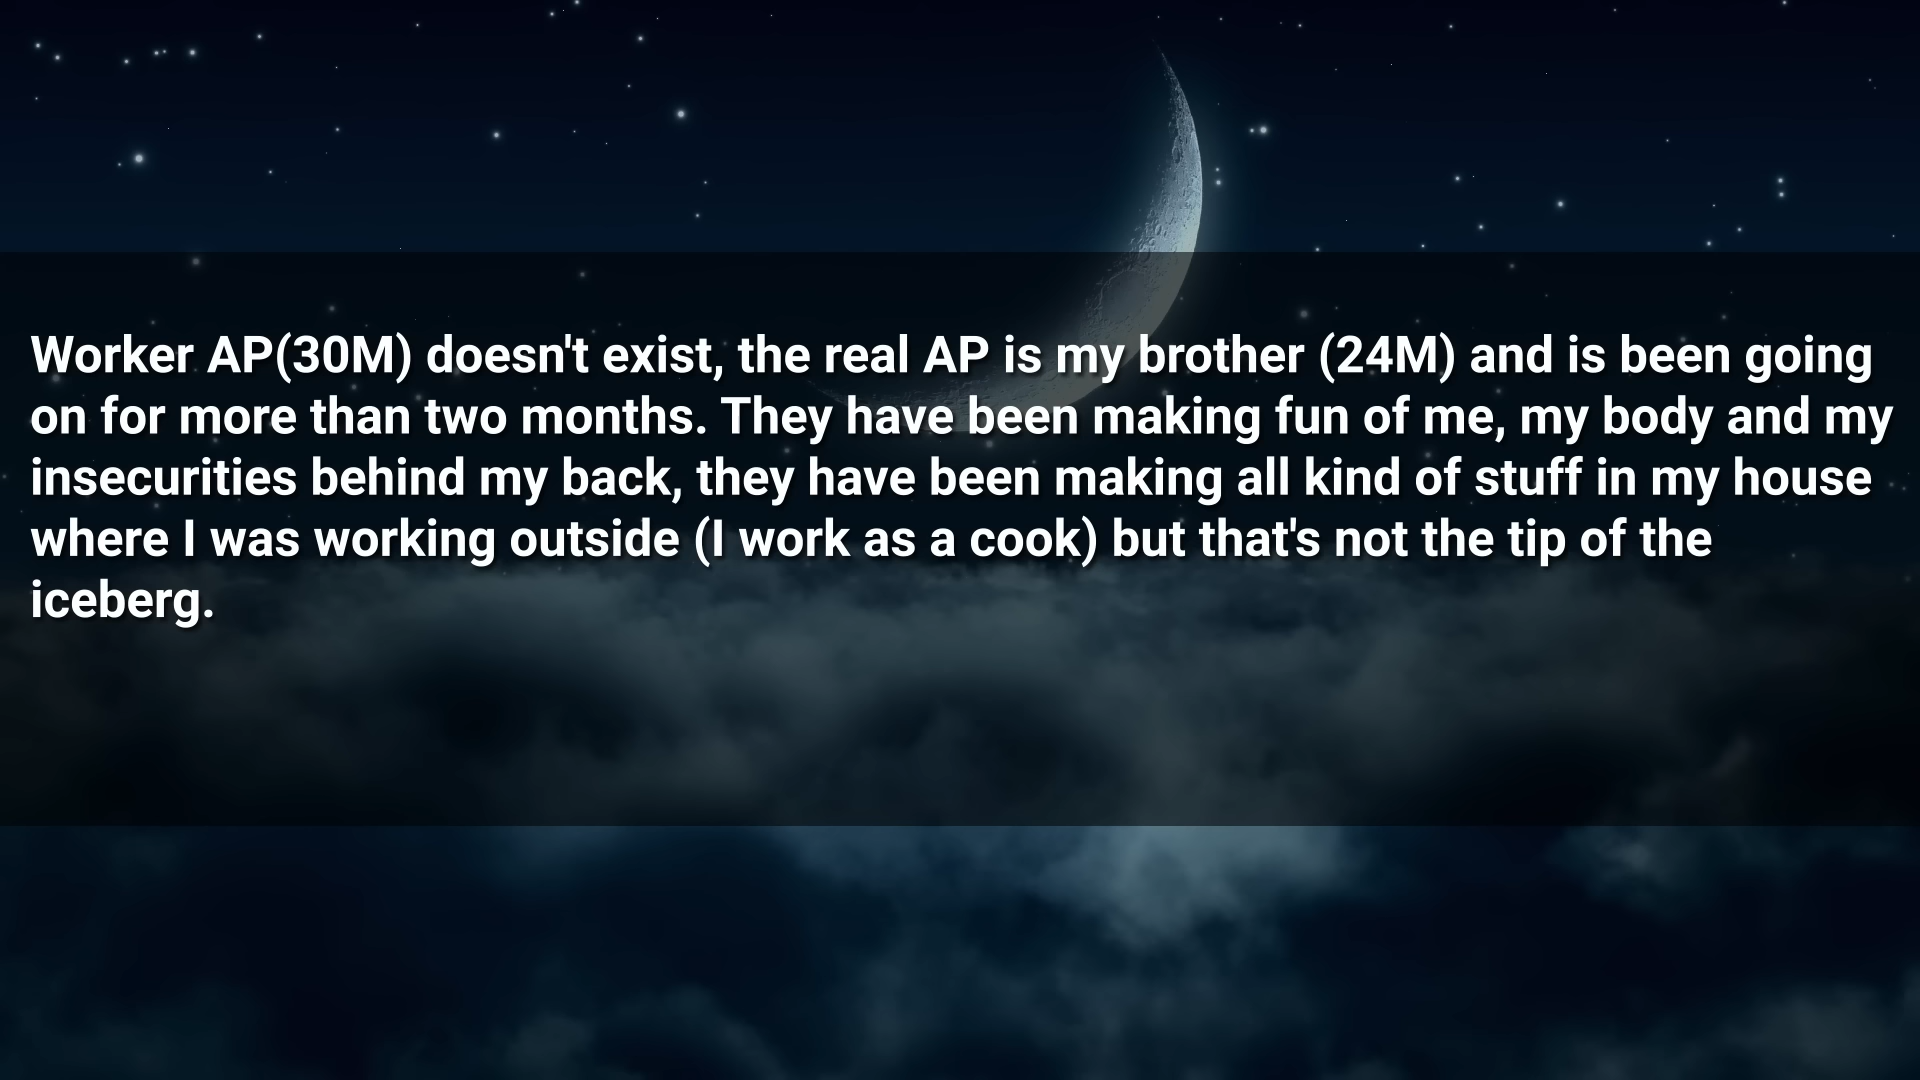 Worker AP(30M) doesn't exist, the real AP is my brother (24M) and is been going
on for more than two months. They have been making fun of me, my body and my
insecurities behind my back, they have been making all kind of stuff in my house
where I was working outside (I work as a cook) but that's not the tip of the
iceberg.